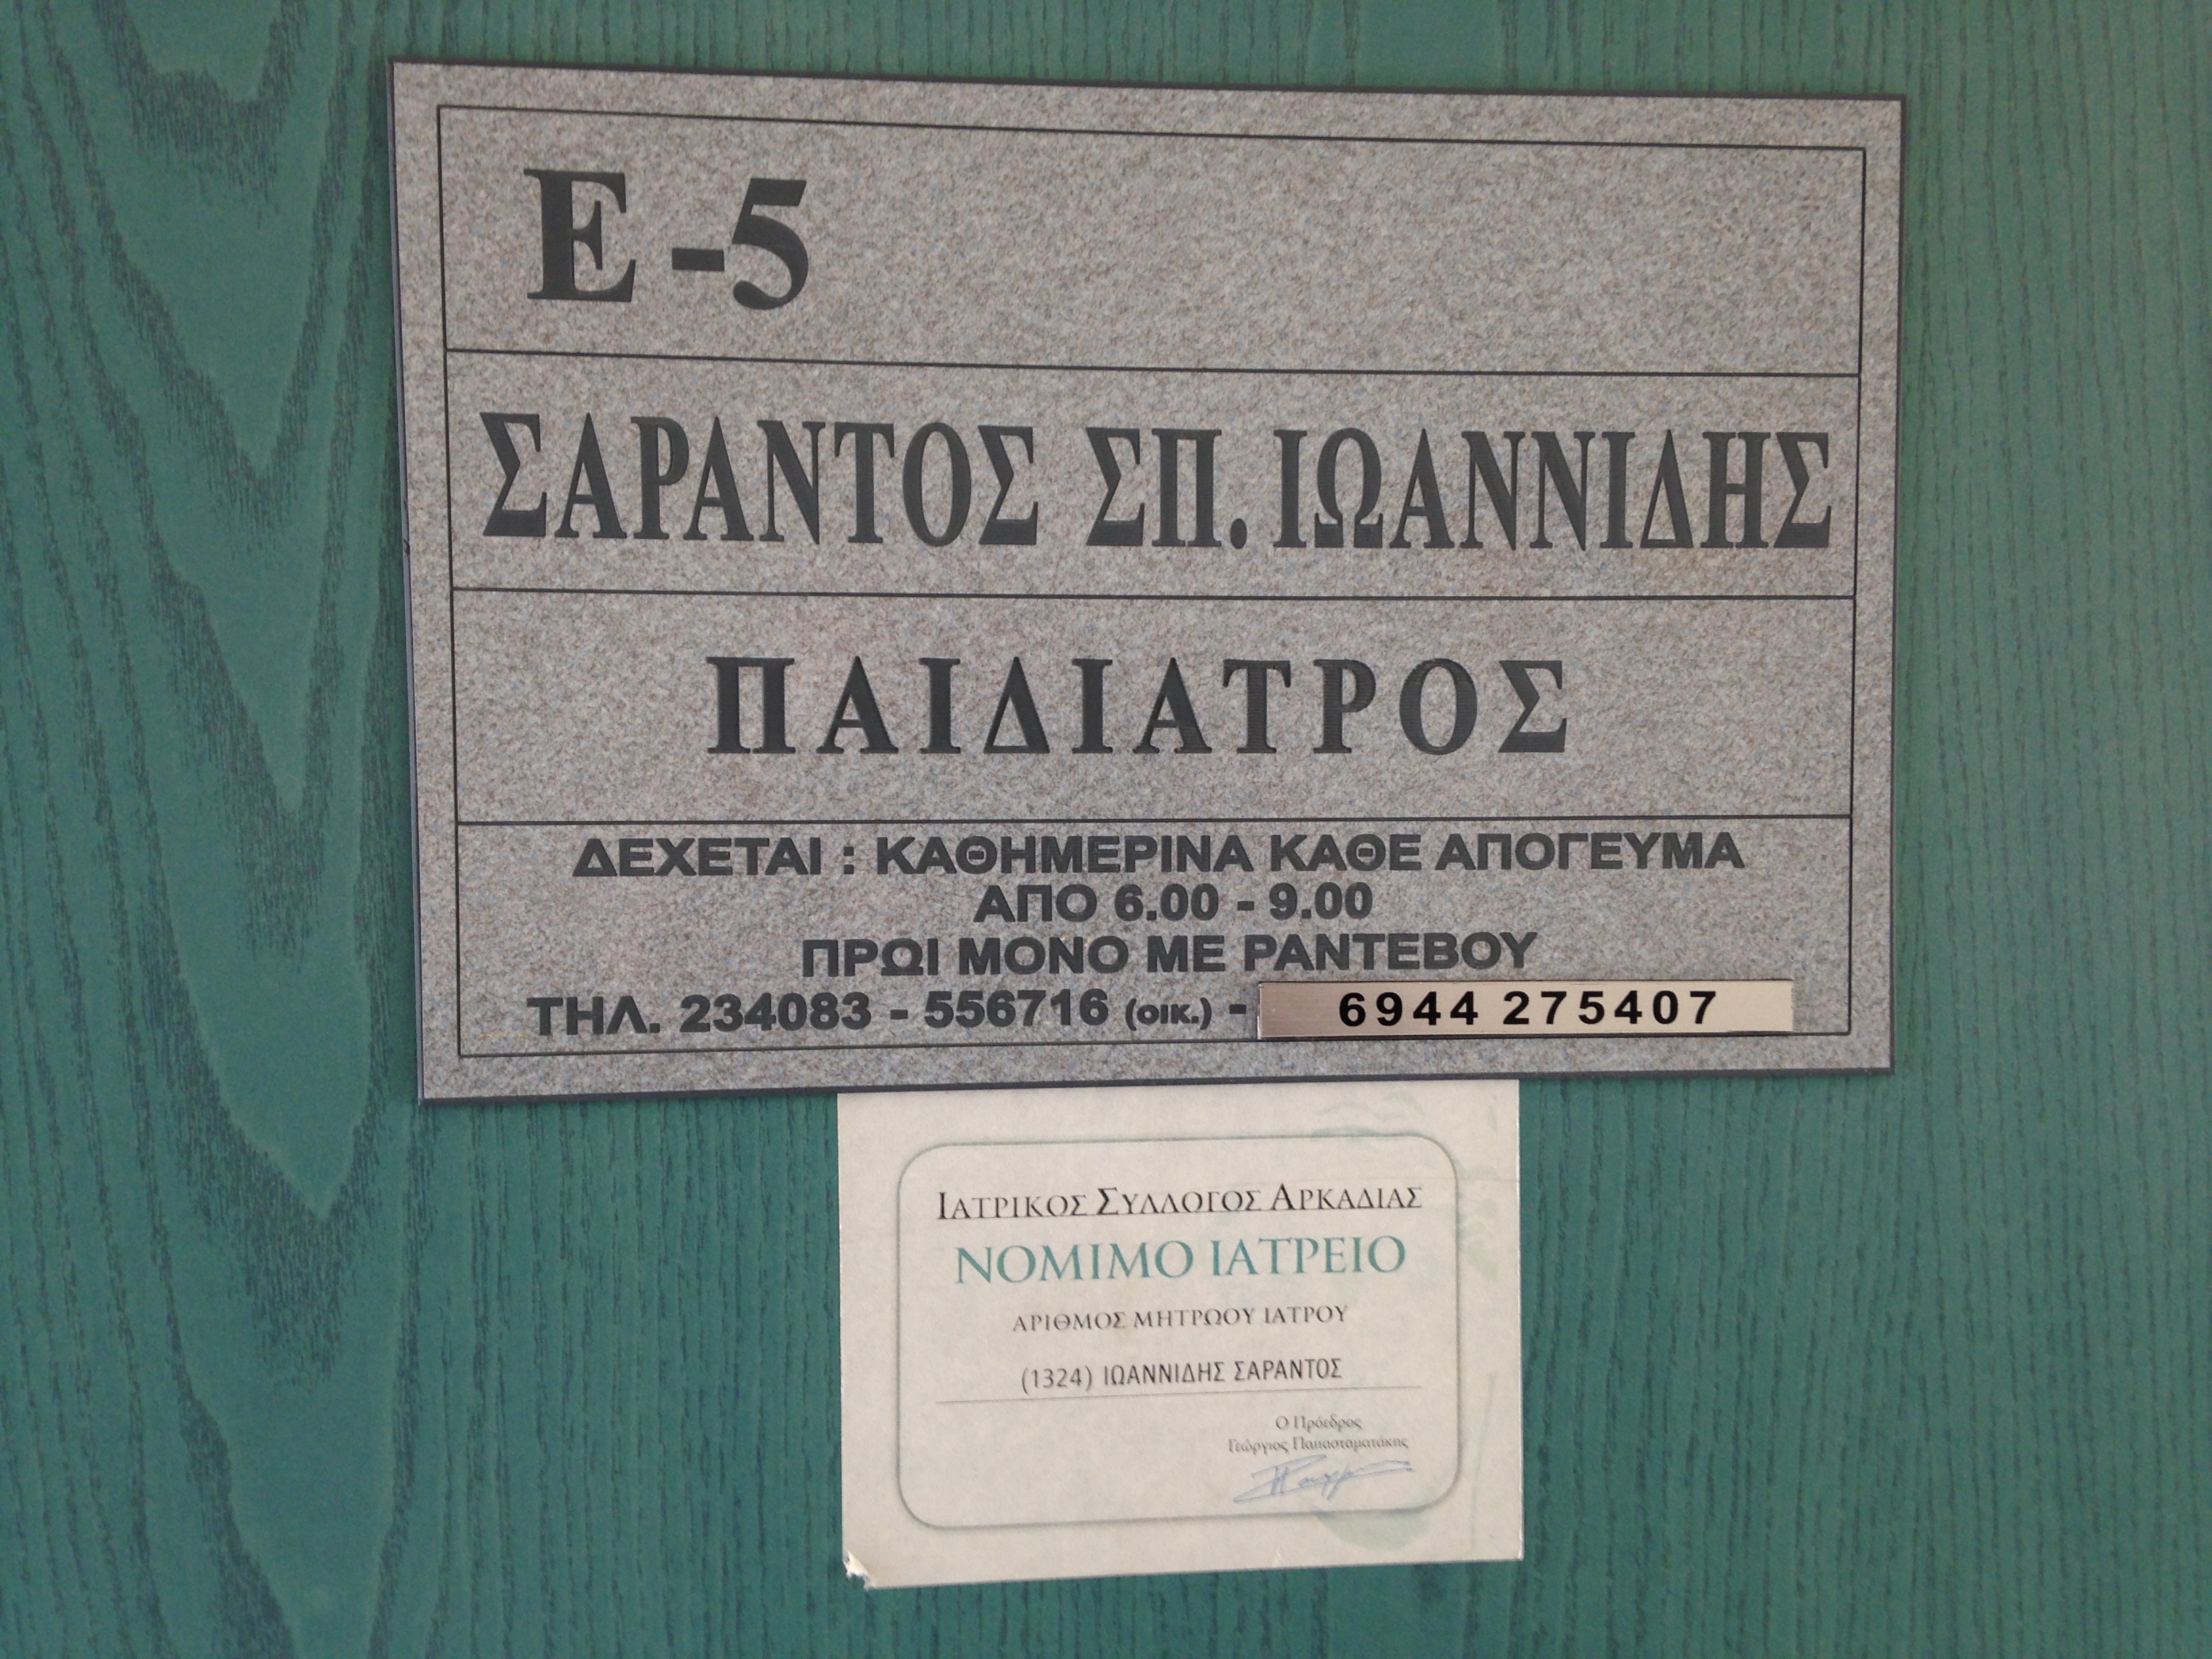 Ε-5
ΣΑΡΑΝΤΟΣ ΣΠ. ΙΩΑΝΝΙΔΗΣ
ΠΑΙΔΙΑΤΡΟΣ
ΔΕΧΕΤΑΙ : ΚΑΘΗΜΕΡΙΝΑ ΚΑΘΕ ΑΠΟΓΕΥΜΑ
ΑΠΟ 6.00 - 9.00
ΠΡΩΙ ΜΟΝΟ ΜΕ ΡΑΝΤΕΒΟΥ
ΤΗΛ. 234083 - 556716 (οικ.) - 6944 275407
ΙΑΤΡΙΚΟΣ ΣΥΛΛΟΓΟΣ ΑΡΚΑΔΙΑΣ
ΝΟΜΙΜΟ ΙΑΤΡΕΙΟ
ΑΡΙΘΜΟΣ ΜΗΤΡΩΟΥ ΙΑΤΡΟΥ
(1324) ΙΩΑΝΝΙΔΗΣ ΣΑΡΑΝΤΟΣ
Ο Πρόεδρος
Γεώργιος Παπασταματάκης